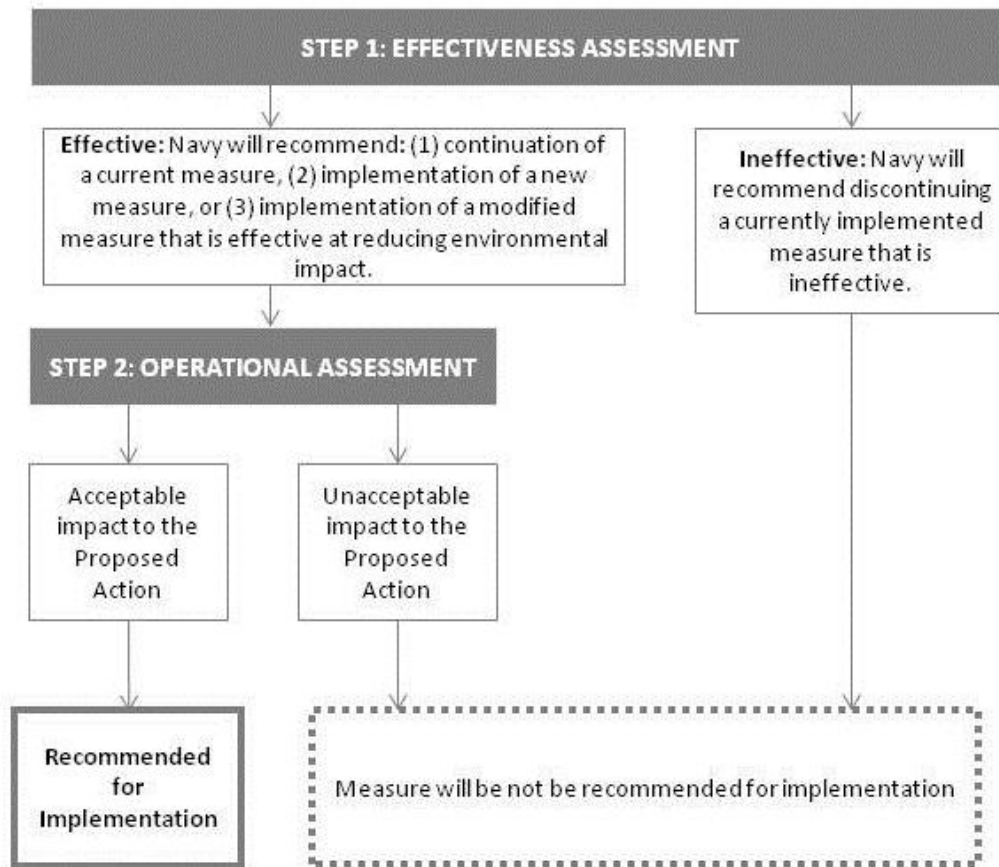 STEP 1: EFFECTIVENESS ASSESSMENT
Effective: Navy will recommend: (1) continuation of
a current measure, (2) implementation of a new
measure, or (3) implementation of a modified
measure that is effective at reducing environmental
impact.
Ineffective: Navy will
recommend discontinuing
a currently implemented
measure that is
ineffective.
STEP 2: OPERATIONAL ASSESSMENT
Acceptable
impact to the
Proposed
Action
Unacceptable
impact to the
Proposed
Action
Recommended
for
Implementation
Measure will be not be recommended for implementation